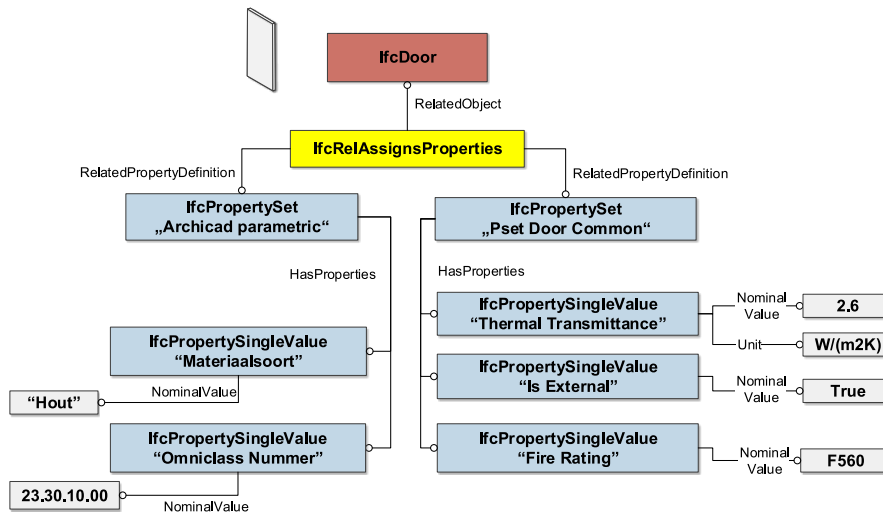 IfcDoor
RelatedObject
IfcRelAssignsProperties
RelatedPropertyDefinition
RelatedPropertyDefinition
IfcPropertySet
„Archicad parametric“
IfcPropertySet
„Pset Door Common“
HasProperties
HasProperties
IfcPropertySingleValue
“Thermal Transmittance”
Nominal
Value
2.6
Unit
W/(m2K)
IfcPropertySingleValue
“Materiaalsoort”
NominalValue
“Hout”
IfcPropertySingleValue
“Is External”
Nominal
Value
True
IfcPropertySingleValue
“Omniclass Nummer”
NominalValue
23.30.10.00
IfcPropertySingleValue
“Fire Rating”
Nominal
Value
F560